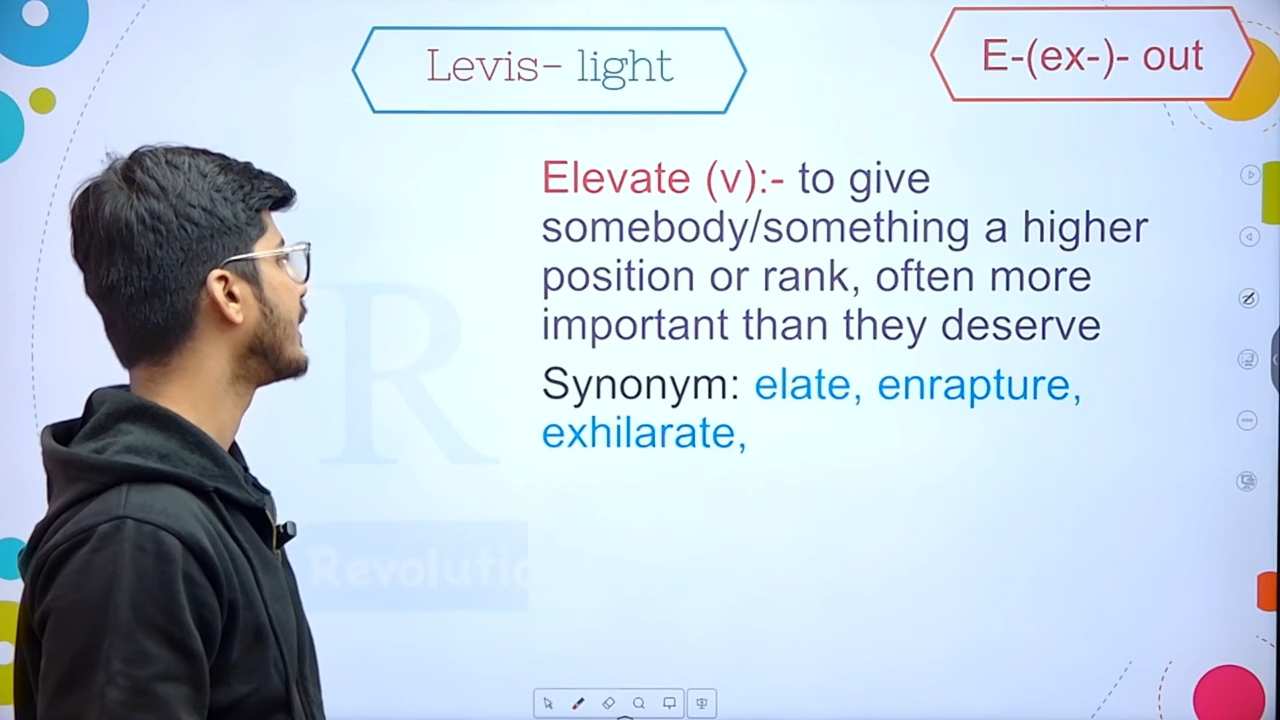 Levis- light
E-(ex-)- out
Elevate (v):- to give
somebody/something a higher
position or rank, often more
important than they deserve
Synonym: elate, enrapture,
exhilarate,
R
Revolutio